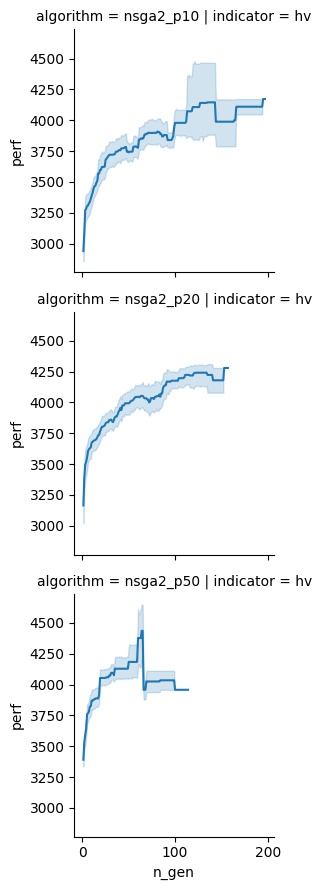 algorithm = nsga2_p10 | indicator = hv
4500
4250
4000
3750
3500
3250
3000
perf
algorithm = nsga2_p20 | indicator = hv
4500
4250
4000
3750
3500
3250
3000
perf
algorithm = nsga2_p50 | indicator = hv
4500
4250
4000
3750
3500
3250
3000
perf
0 100 200
n_gen